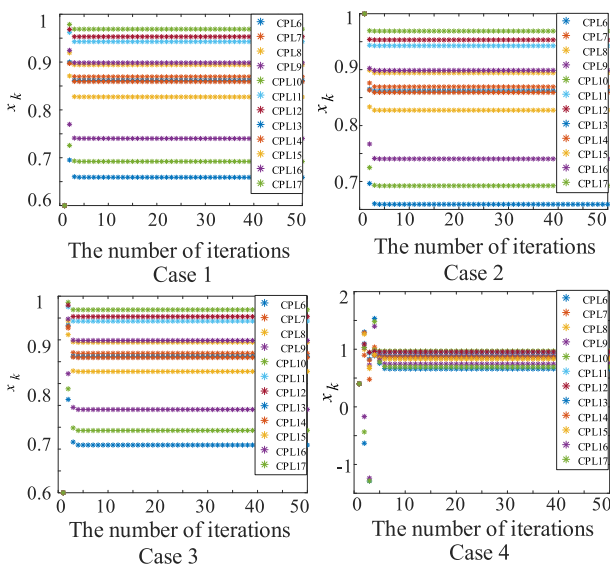 1
0.9
0.8
0.7
0.6
x k
0 10 20 30 40 50
CPL6
CPL7
CPL8
CPL9
CPL10
CPL11
CPL12
CPL13
CPL14
CPL15
CPL16
CPL17
The number of iterations
Case 1
1
0.9
0.8
0.7
x k
0 10 20 30 40 50
CPL6
CPL7
CPL8
CPL9
CPL10
CPL11
CPL12
CPL13
CPL14
CPL15
CPL16
CPL17
The number of iterations
Case 2
1
0.9
0.8
0.7
0.6
x k
0 10 20 30 40 50
CPL6
CPL7
CPL8
CPL9
CPL10
CPL11
CPL12
CPL13
CPL14
CPL15
CPL16
CPL17
The number of iterations
Case 3
2
1
0
-1
x k
0 10 20 30 40 50
CPL6
CPL7
CPL8
CPL9
CPL10
CPL11
CPL12
CPL13
CPL14
CPL15
CPL16
CPL17
The number of iterations
Case 4